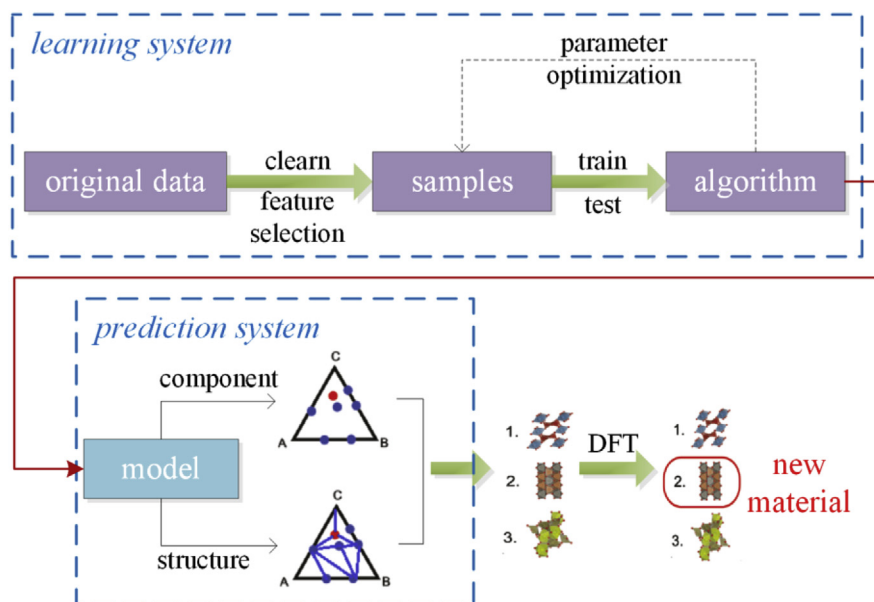 learning system
parameter
optimization
original data
clearn
feature
selection
samples
train
test
algorithm
prediction system
component
model
structure
C
A
B
C
A
B
1.
2.
3.
DFT
1.
2.
3.
new
material